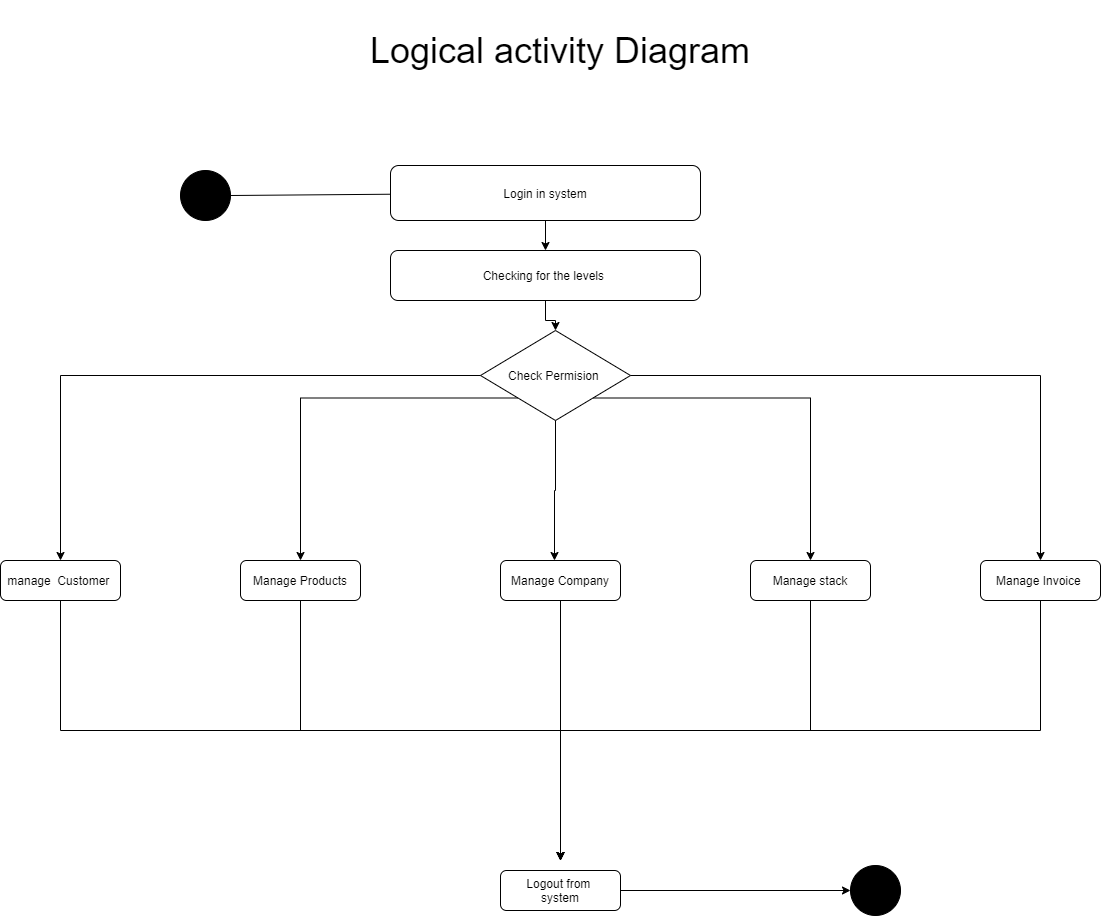 Logical activity Diagram
Login in system
Checking for the levels
Check Permision
manage  Customer
Manage Products
Manage Company
Manage stack
Manage Invoice
Logout from
system